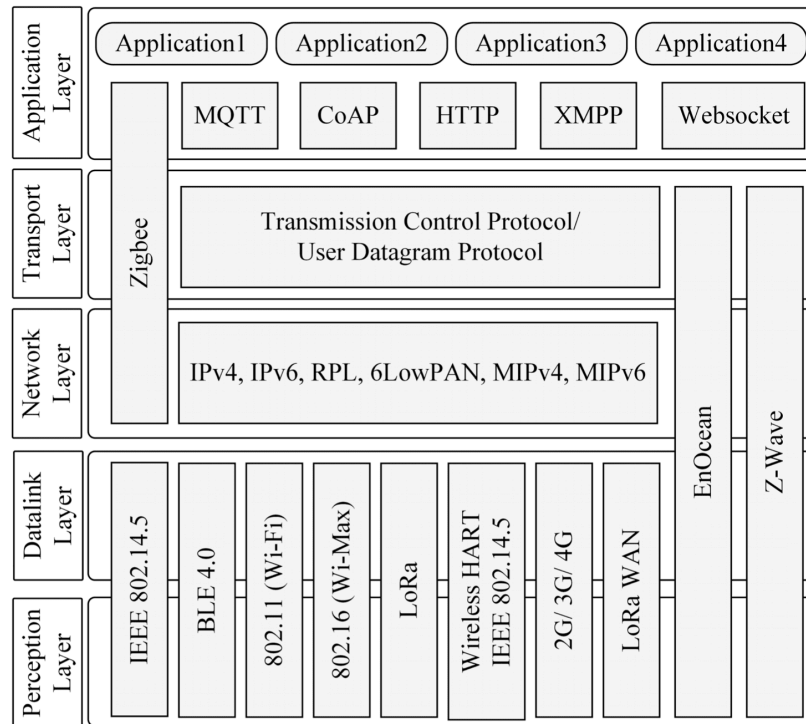 Application
Layer
Application1
Application2
Application3
Application4
MQTT
CoAP
HTTP
XMPP
Websocket
Zigbee
Transport
Layer
Transmission Control Protocol/
User Datagram Protocol
Network
Layer
IPv4, IPv6, RPL, 6LowPAN, MIPv4, MIPv6
EnOcean
Z-Wave
Datalink
Layer
Perception
Layer
IEEE 802.14.5
BLE 4.0
802.11 (Wi-Fi)
802.16 (Wi-Max)
LoRa
Wireless HART
IEEE 802.14.5
2G/ 3G/ 4G
LoRa WAN